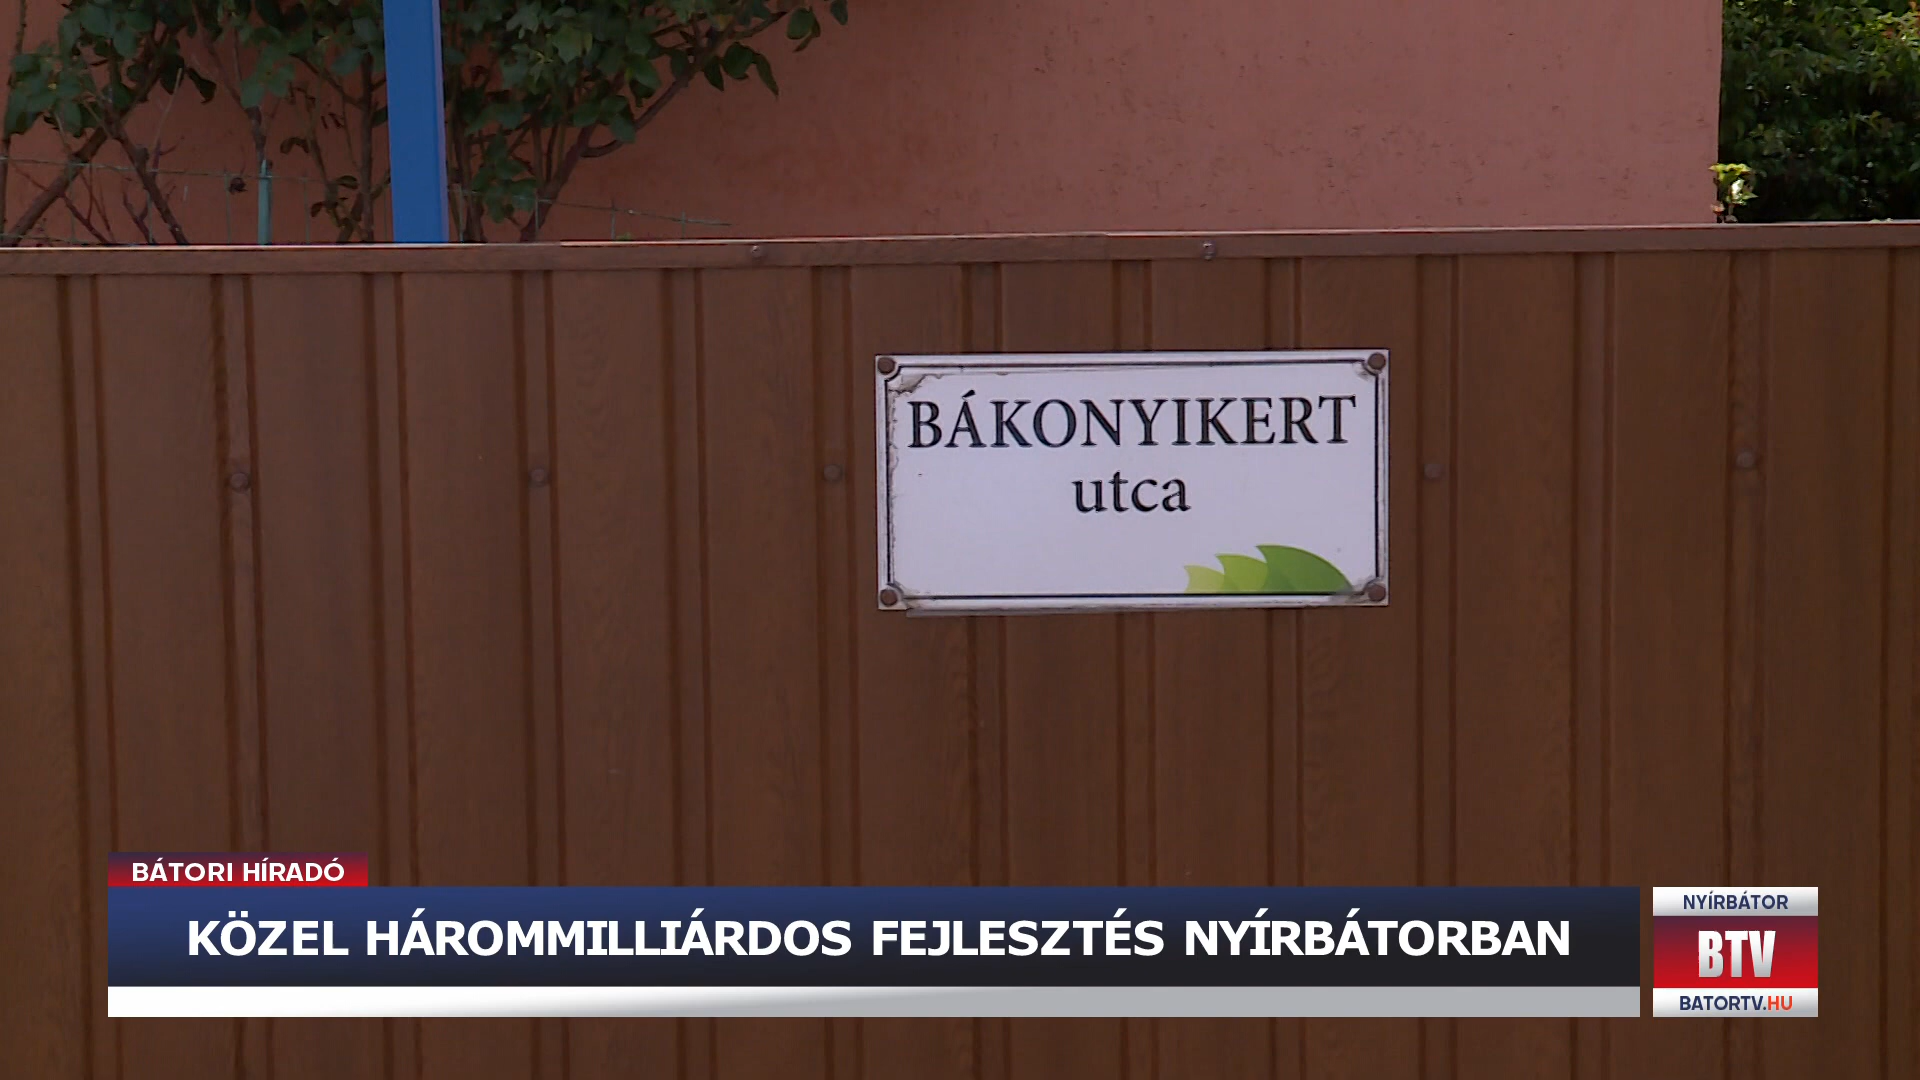 BÁKONYIKERT
utca
BÁTORI HÍRADÓ
KÖZEL HÁROMMILLIÁRDOS FEJLESZTÉS NYÍRBÁTORBAN
NYÍRBÁTOR
BTV
BATORTV.HU